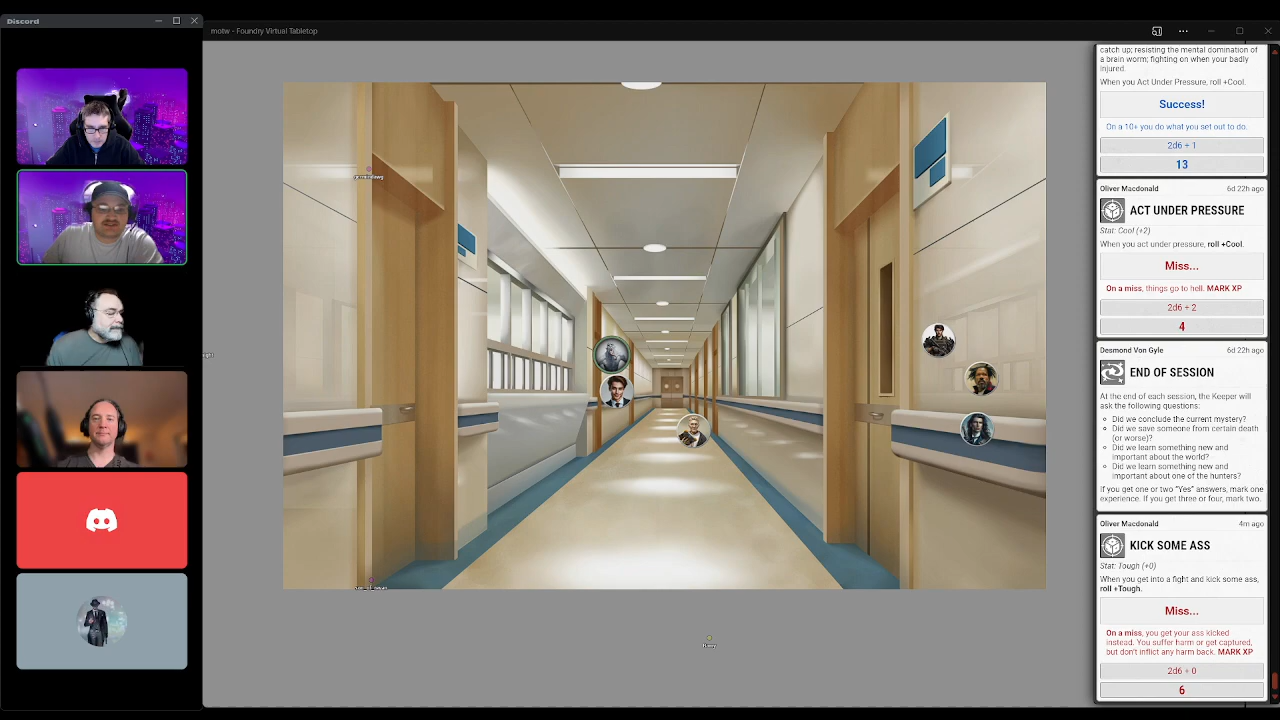 Discord
motw - Foundry Virtual Tabletop
catch up; resisting the mental domination of
a brain worm; fighting on when your badly
injured.
When you Act Under Pressure, roll +Cool.
Success!
On a 10+ you do what you set out to do.
2d6 + 1
13
Oliver Macdonald 6d 22h ago
ACT UNDER PRESSURE
Stat: Cool (+2)
When you act under pressure, roll +Cool.
Miss...
On a miss, things go to hell. MARK XP
2d6 + 2
4
Desmond Von Gyle 6d 22h ago
END OF SESSION
At the end of each session, the Keeper will
ask the following questions:
Did we conclude the current mystery?
Did we save someone from certain death
(or worse)?
Did we learn something new and
important about the world?
Did we learn something new and
important about one of the hunters?
If you get one or two "Yes" answers, mark one
experience. If you get three or four, mark two.
Oliver Macdonald 4m ago
KICK SOME ASS
Stat: Tough (+0)
When you get into a fight and kick some ass,
roll +Tough.
Miss...
On a miss, you get your ass kicked
instead. You suffer harm or get captured,
but don't inflict any harm back. MARK XP
2d6 + 0
6